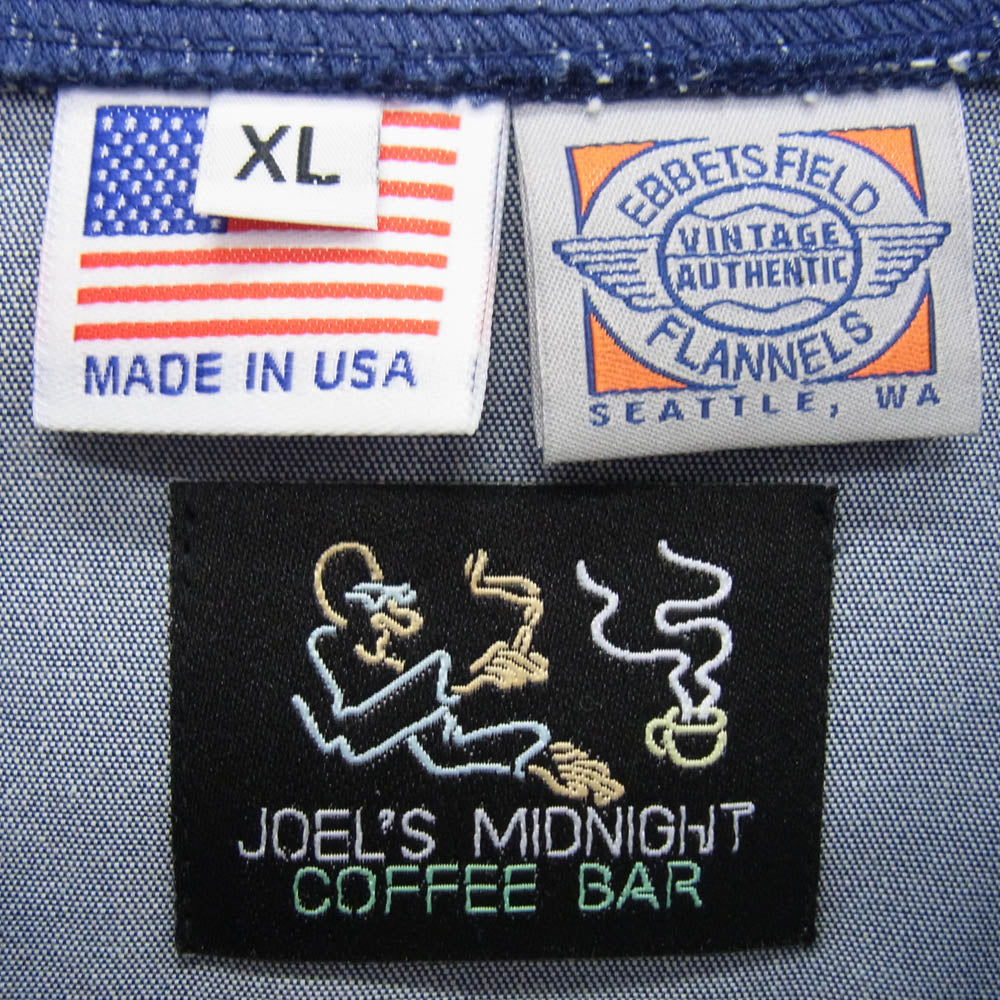 XL
MADE IN USA
EBBETS FIELD
VINTAGE
AUTHENTIC
FLANNELS
SEATTLE, WA
JOEL'S MIDNIGHT
COFFEE BAR